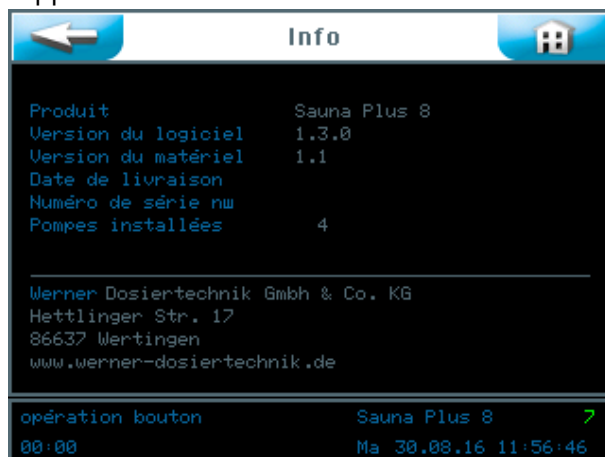 Info
Produit Sauna Plus 8
Version du logiciel 1.3.0
Version du matériel 1.1
Date de livraison
Numéro de série nw
Pompes installées 4
Werner Dosiertechnik Gmbh & Co. KG
Hettlinger Str. 17
86637 Wertingen
www.werner-dosiertechnik.de
opération bouton Sauna Plus 8 7
00:00 Ma 30.08.16 11:56:46